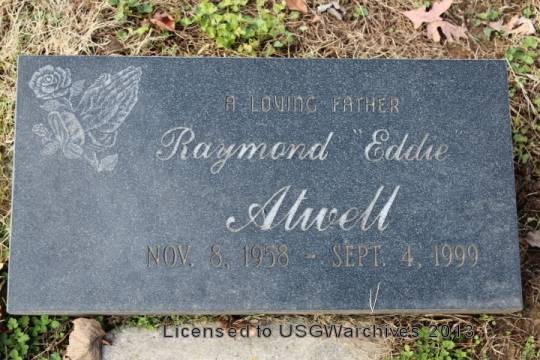 A LOVING FATHER
Raymond "Eddie"
Atwell
NOV. 8, 1958 - SEPT. 4, 1999
Licensed to USGWarchives 2013